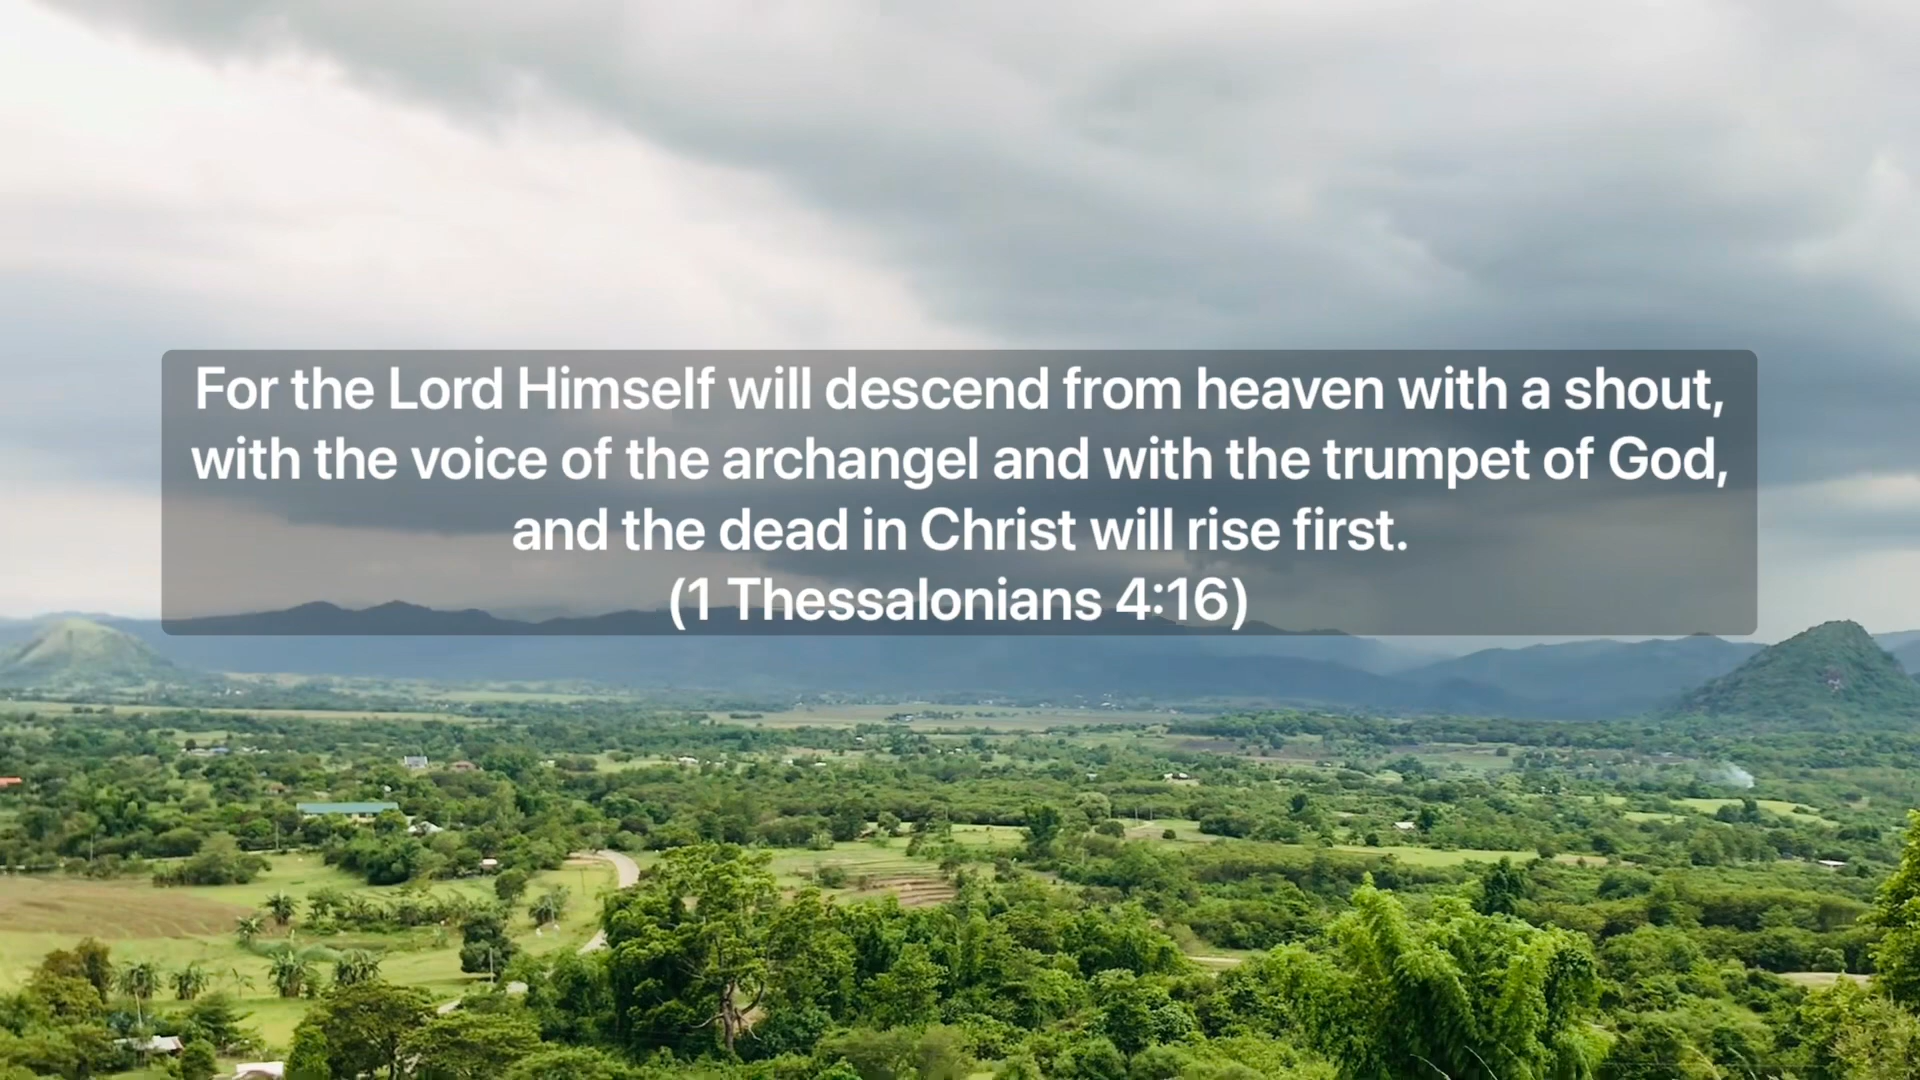 For the Lord Himself will descend from heaven with a shout,
with the voice of the archangel and with the trumpet of God,
and the dead in Christ will rise first.
(1 Thessalonians 4:16)